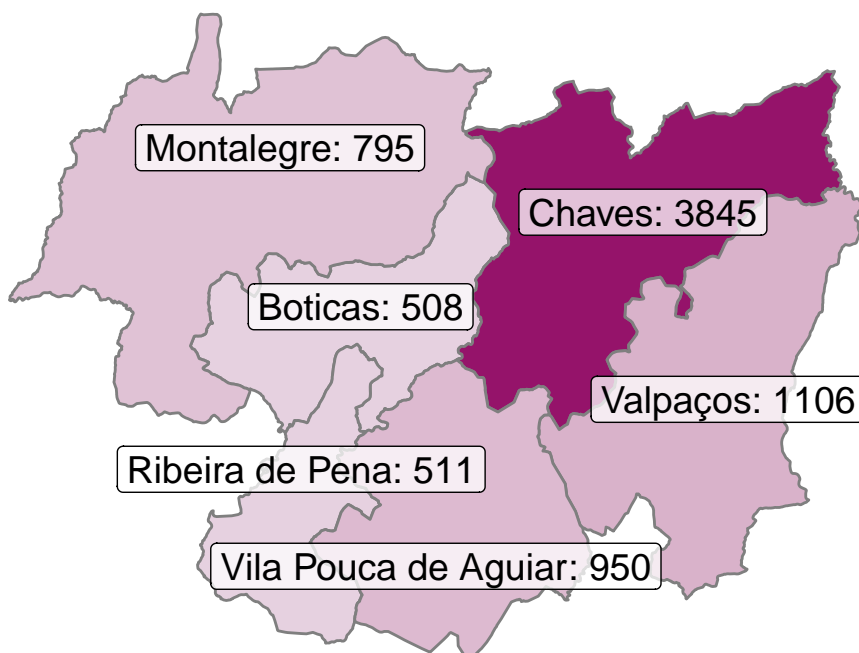 Montalegre: 795
Chaves: 3845
Boticas: 508
Valpaços: 1106
Ribeira de Pena: 511
Vila Pouca de Aguiar: 950